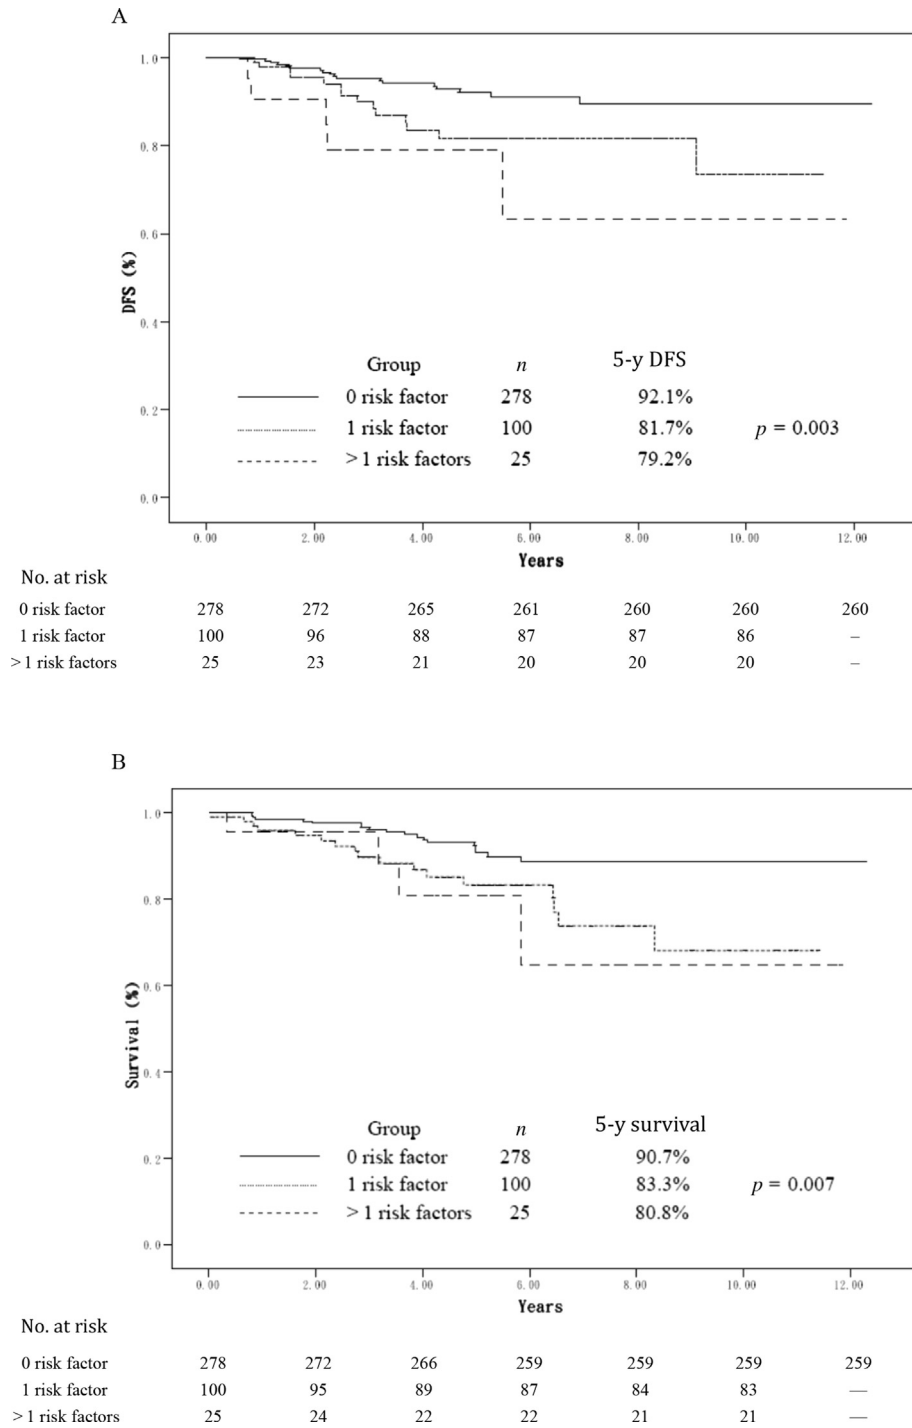 A
1.0
0.8
0.6
0.4
0.2
0.0
DFS (%)
Group n 5-y DFS
0 risk factor 278 92.1%
1 risk factor 100 81.7% p = 0.003
> 1 risk factors 25 79.2%
0.00 2.00 4.00 6.00 8.00 10.00 12.00
Years
No. at risk
0 risk factor 278 272 265 261 260 260 260
1 risk factor 100 96 88 87 87 86 –
> 1 risk factors 25 23 21 20 20 20 –
B
1.0
0.8
0.6
0.4
0.2
0.0
Survival (%)
Group n 5-y survival
0 risk factor 278 90.7%
1 risk factor 100 83.3% p = 0.007
> 1 risk factors 25 80.8%
0.00 2.00 4.00 6.00 8.00 10.00 12.00
Years
No. at risk
0 risk factor 278 272 266 259 259 259 259
1 risk factor 100 95 89 87 84 83 —
> 1 risk factors 25 24 22 22 21 21 —